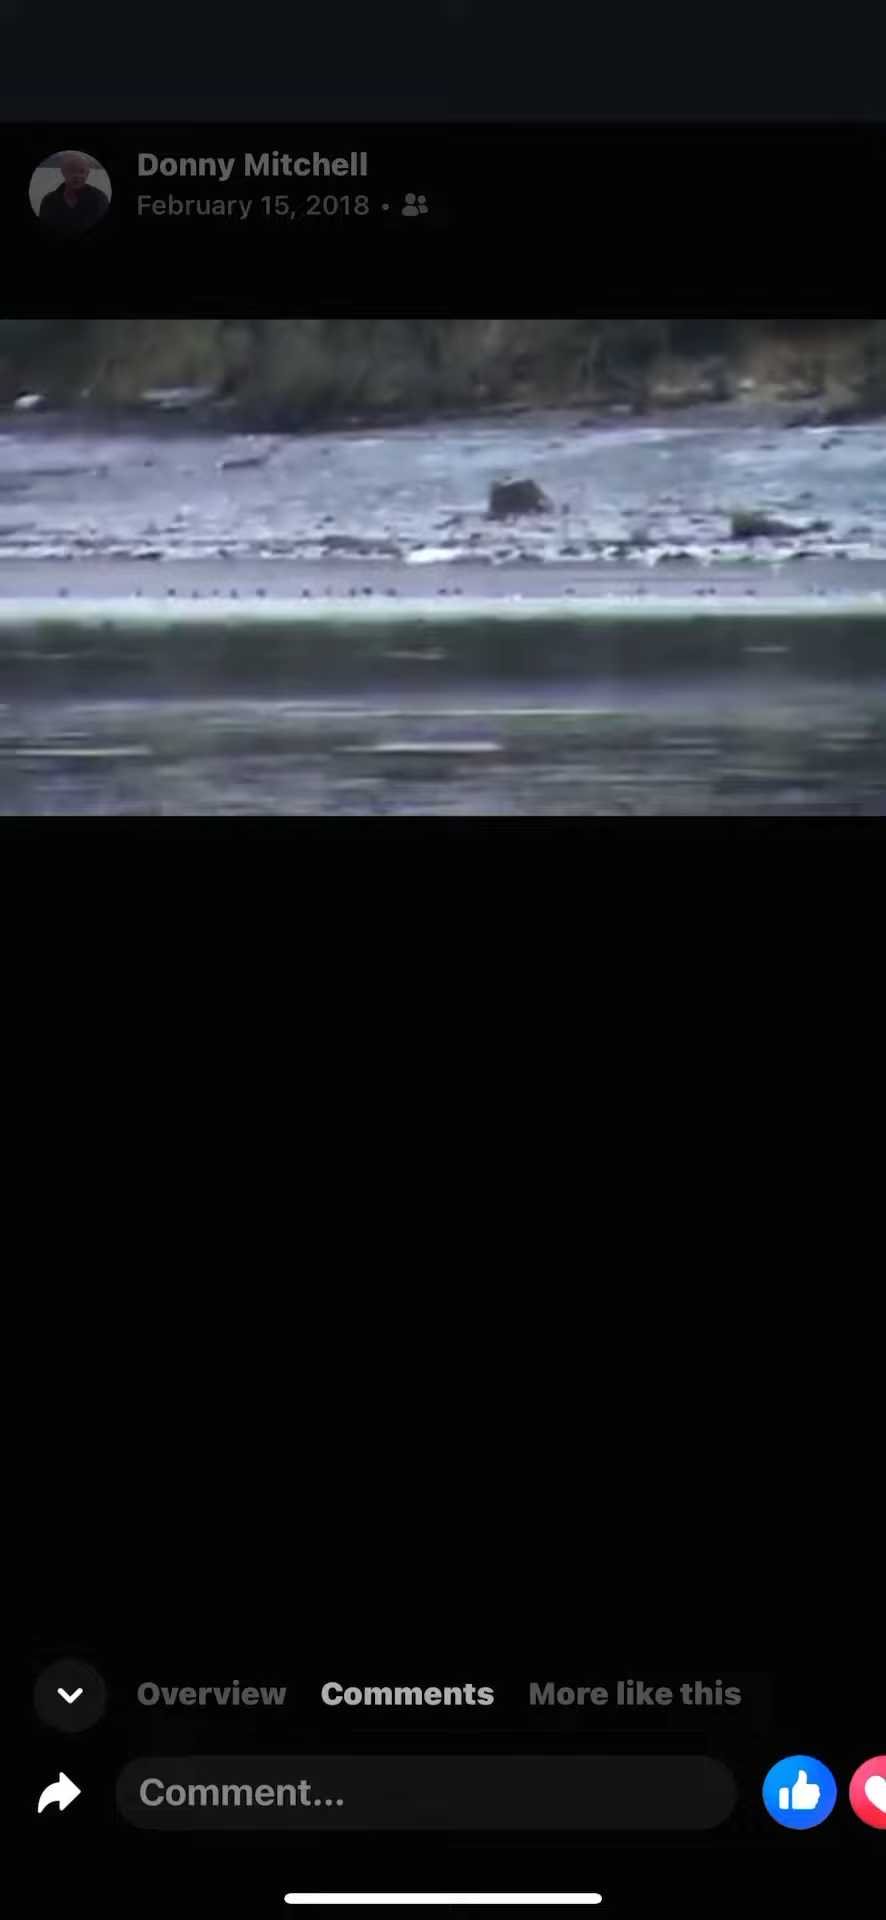 Donny Mitchell
February 15, 2018 •
Overview Comments More like this
Comment...